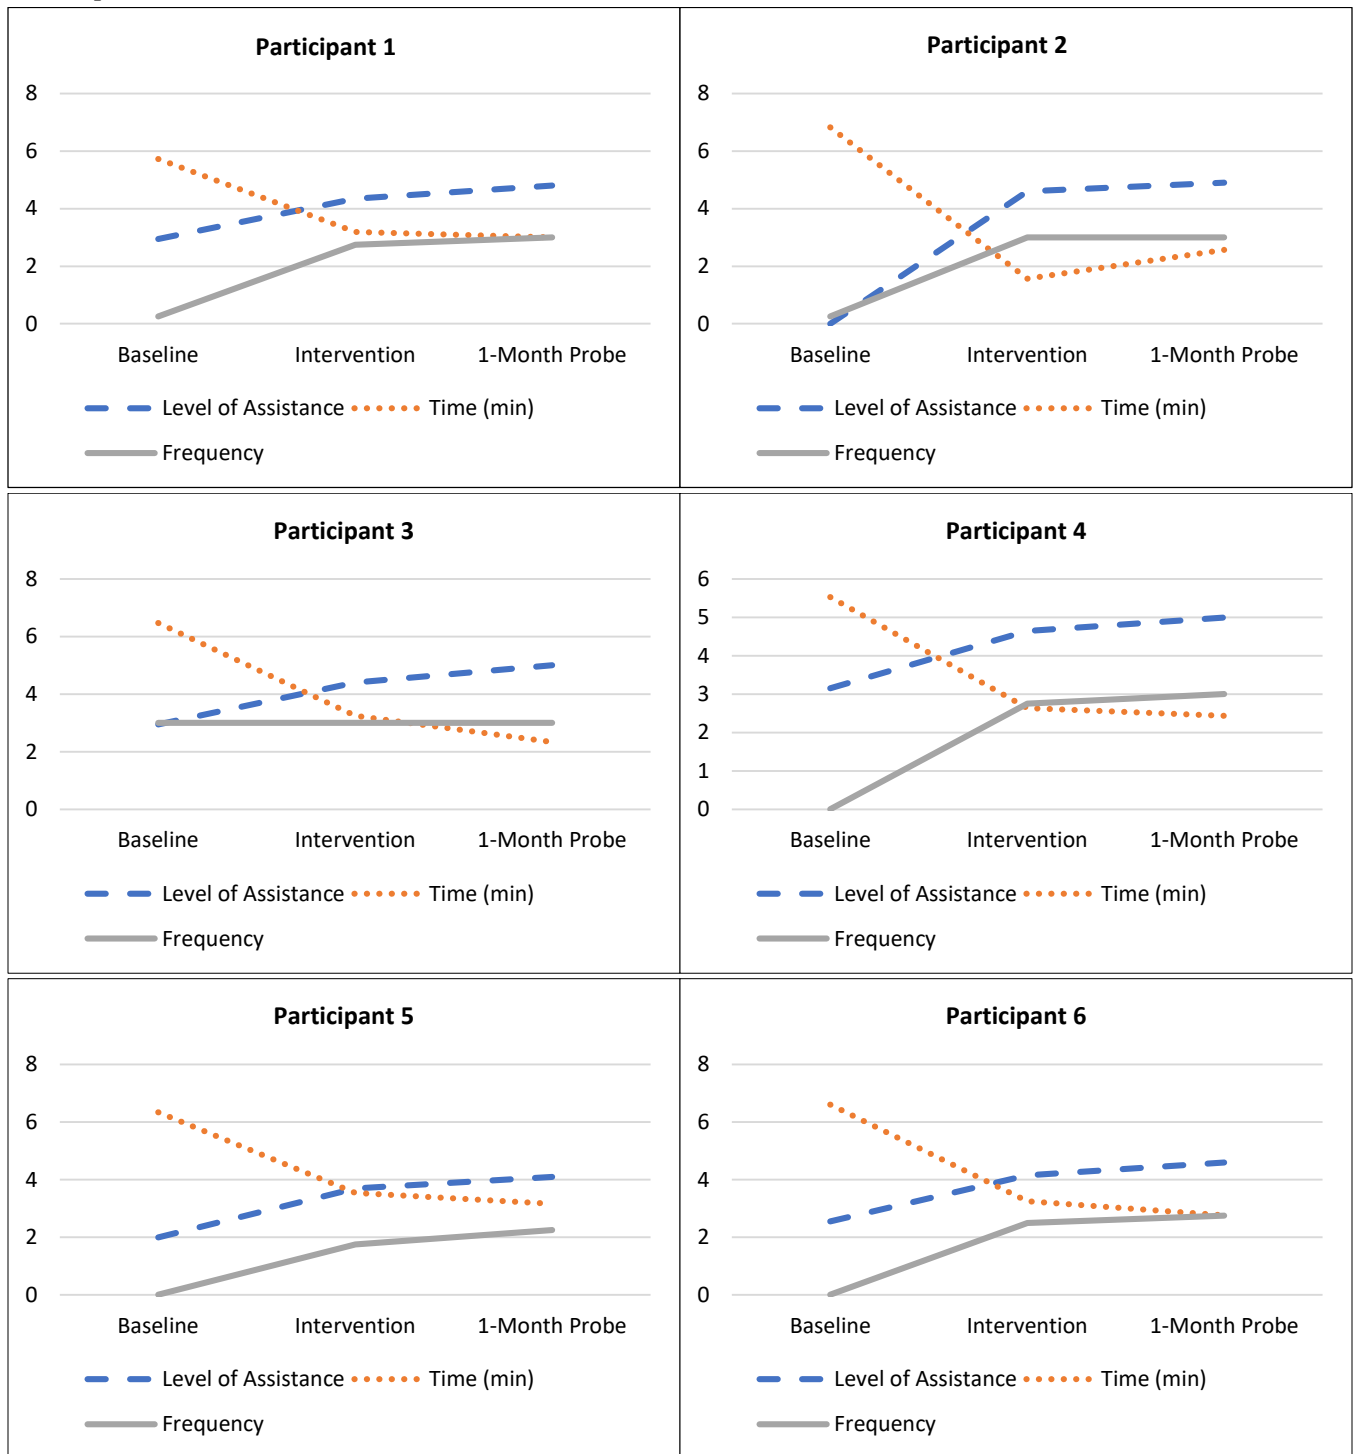 Participant 1
8
6
4
2
0
Baseline Intervention 1-Month Probe
Level of Assistance Time (min)
Frequency
Participant 2
8
6
4
2
0
Baseline Intervention 1-Month Probe
Level of Assistance Time (min)
Frequency
Participant 3
8
6
4
2
0
Baseline Intervention 1-Month Probe
Level of Assistance Time (min)
Frequency
Participant 4
6
5
4
3
2
1
0
Baseline Intervention 1-Month Probe
Level of Assistance Time (min)
Frequency
Participant 5
8
6
4
2
0
Baseline Intervention 1-Month Probe
Level of Assistance Time (min)
Frequency
Participant 6
8
6
4
2
0
Baseline Intervention 1-Month Probe
Level of Assistance Time (min)
Frequency